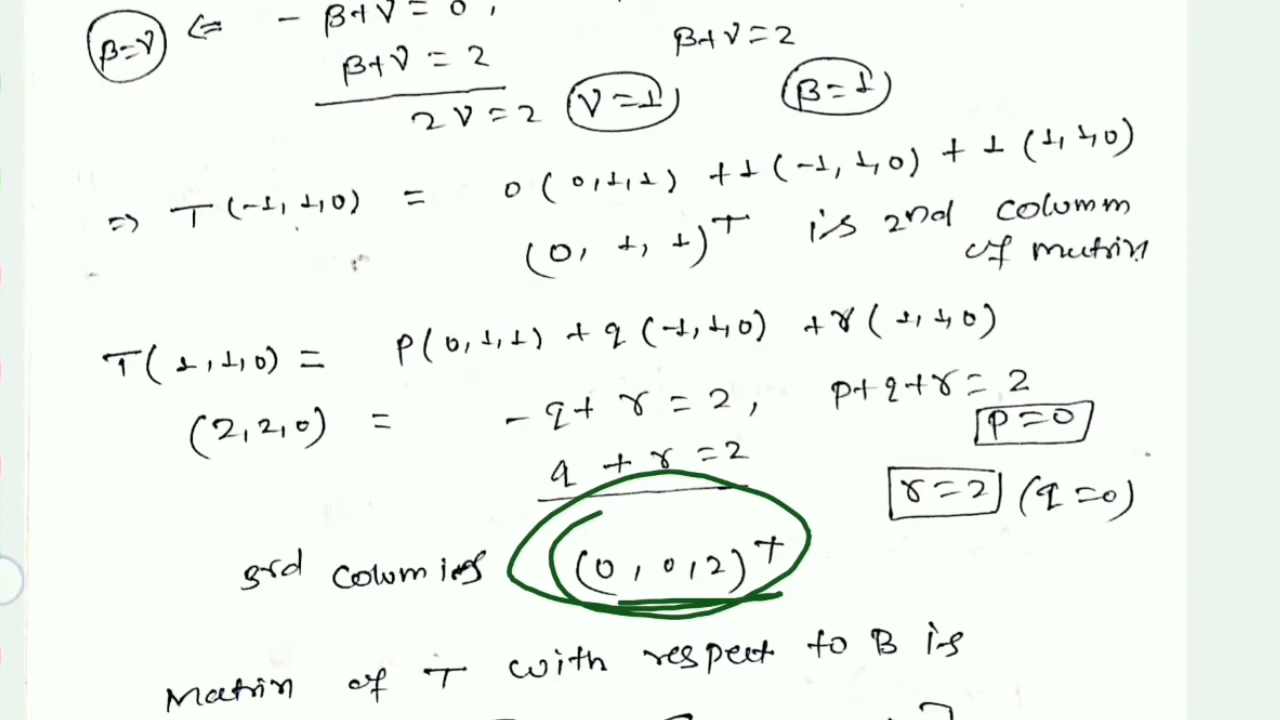 β=γ ⇐ - β+γ = 0 ,
β+γ = 2 β+γ=2
2γ=2 γ=1 β=1
⇒ T(-1,1,0) = 0(0,1,1) +1(-1,1,0) + 1(1,1,0)
(0, 1, 1)ᵀ is 2nd column
of matrix
T(1,1,0) = p(0,1,1) + q(-1,1,0) +r(1,1,0)
(2,2,0) = -q+ r = 2, p+q+r= 2
q + r =2 p=0
r=2 (q=0)
3rd column is (0,0,2)ᵀ
Matrix of T with respect to B is